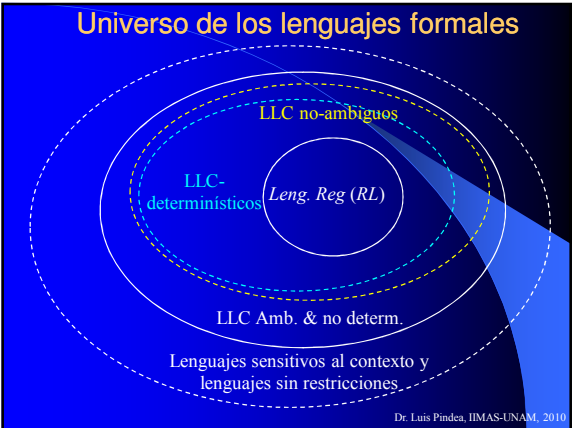 Universo de los lenguajes formales
LLC no-ambiguos
LLC-
determinísticos
Leng. Reg (RL)
LLC Amb. & no determ.
Lenguajes sensitivos al contexto y
lenguajes sin restricciones
Dr. Luis Pindea, IIMAS-UNAM, 2010